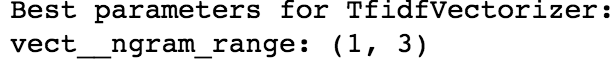 Best parameters for TfidfVectorizer:
vect__ngram_range: (1, 3)